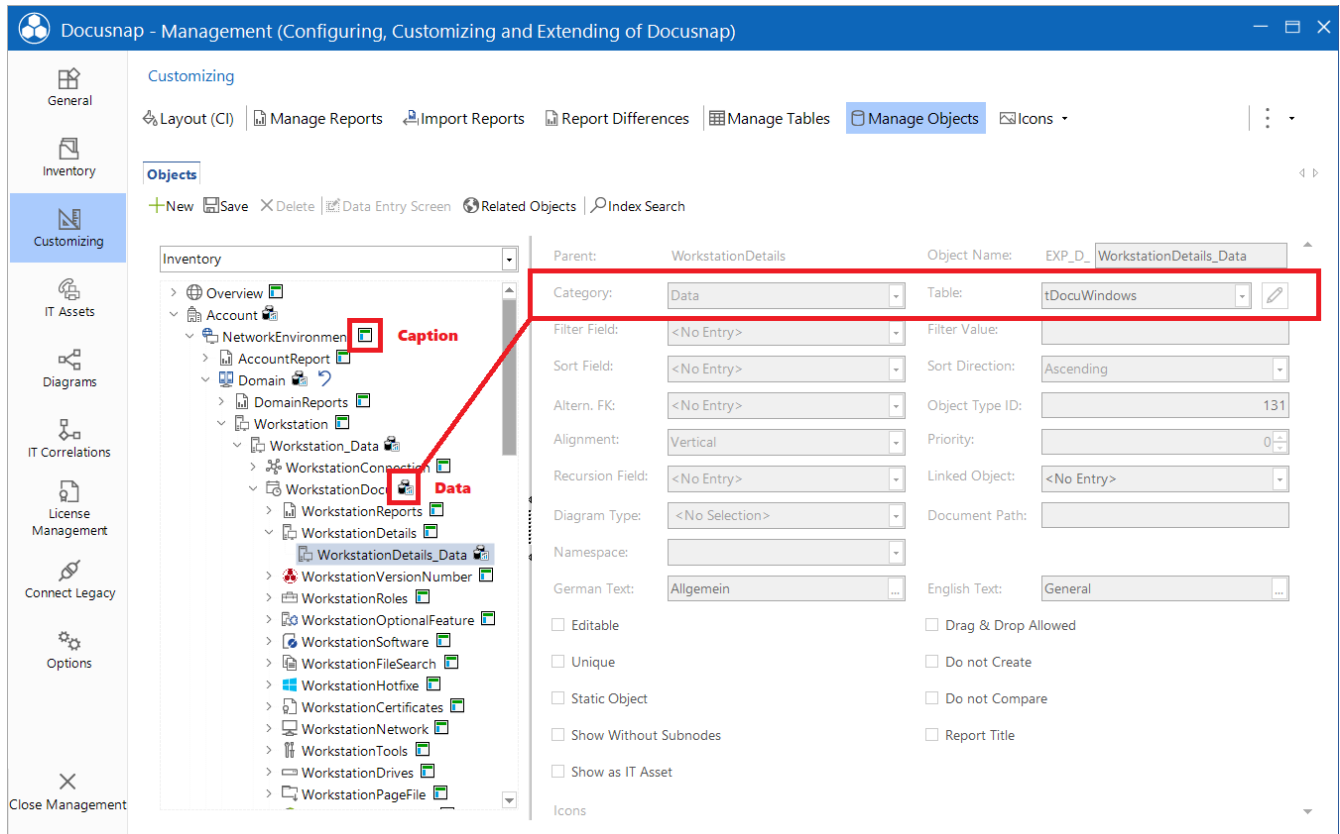 Docusnap - Management (Configuring, Customizing and Extending of Docusnap)
General
Inventory
Customizing
IT Assets
Diagrams
IT Correlations
License
Management
Connect Legacy
Options
Close Management
Customizing
Layout (CI) Manage Reports Import Reports Report Differences Manage Tables Manage Objects Icons
Objects
New Save Delete Data Entry Screen Related Objects Index Search
Inventory
Overview
Account
NetworkEnvironmen Caption
AccountReport
Domain
DomainReports
Workstation
Workstation_Data
WorkstationConnection
WorkstationDocu Data
WorkstationReports
WorkstationDetails
WorkstationDetails_Data
WorkstationVersionNumber
WorkstationRoles
WorkstationOptionalFeature
WorkstationSoftware
WorkstationFileSearch
WorkstationHotfixe
WorkstationCertificates
WorkstationNetwork
WorkstationTools
WorkstationDrives
WorkstationPageFile
Parent: WorkstationDetails Object Name: EXP_D_ WorkstationDetails_Data
Category: Data Table: tDocuWindows
Filter Field: <No Entry> Filter Value:
Sort Field: <No Entry> Sort Direction: Ascending
Altern. FK: <No Entry> Object Type ID: 131
Alignment: Vertical Priority: 0
Recursion Field: <No Entry> Linked Object: <No Entry>
Diagram Type: <No Selection> Document Path:
Namespace:
German Text: Allgemein ... English Text: General ...
Editable Drag & Drop Allowed
Unique Do not Create
Static Object Do not Compare
Show Without Subnodes Report Title
Show as IT Asset
Icons